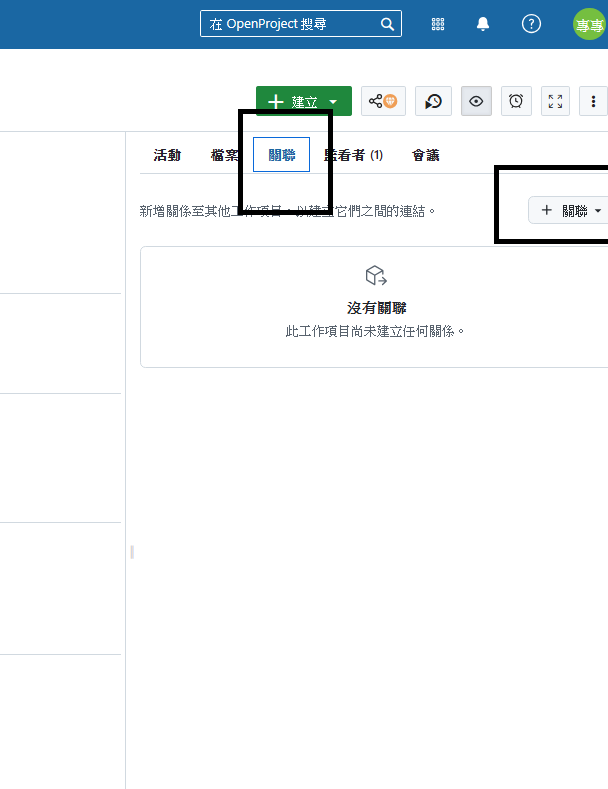 在 OpenProject 搜尋
專專
建立
活動
檔案
關聯
監看者 (1)
會議
新增關係至其他工作項目，以建立它們之間的連結。
關聯
沒有關聯
此工作項目尚未建立任何關係。